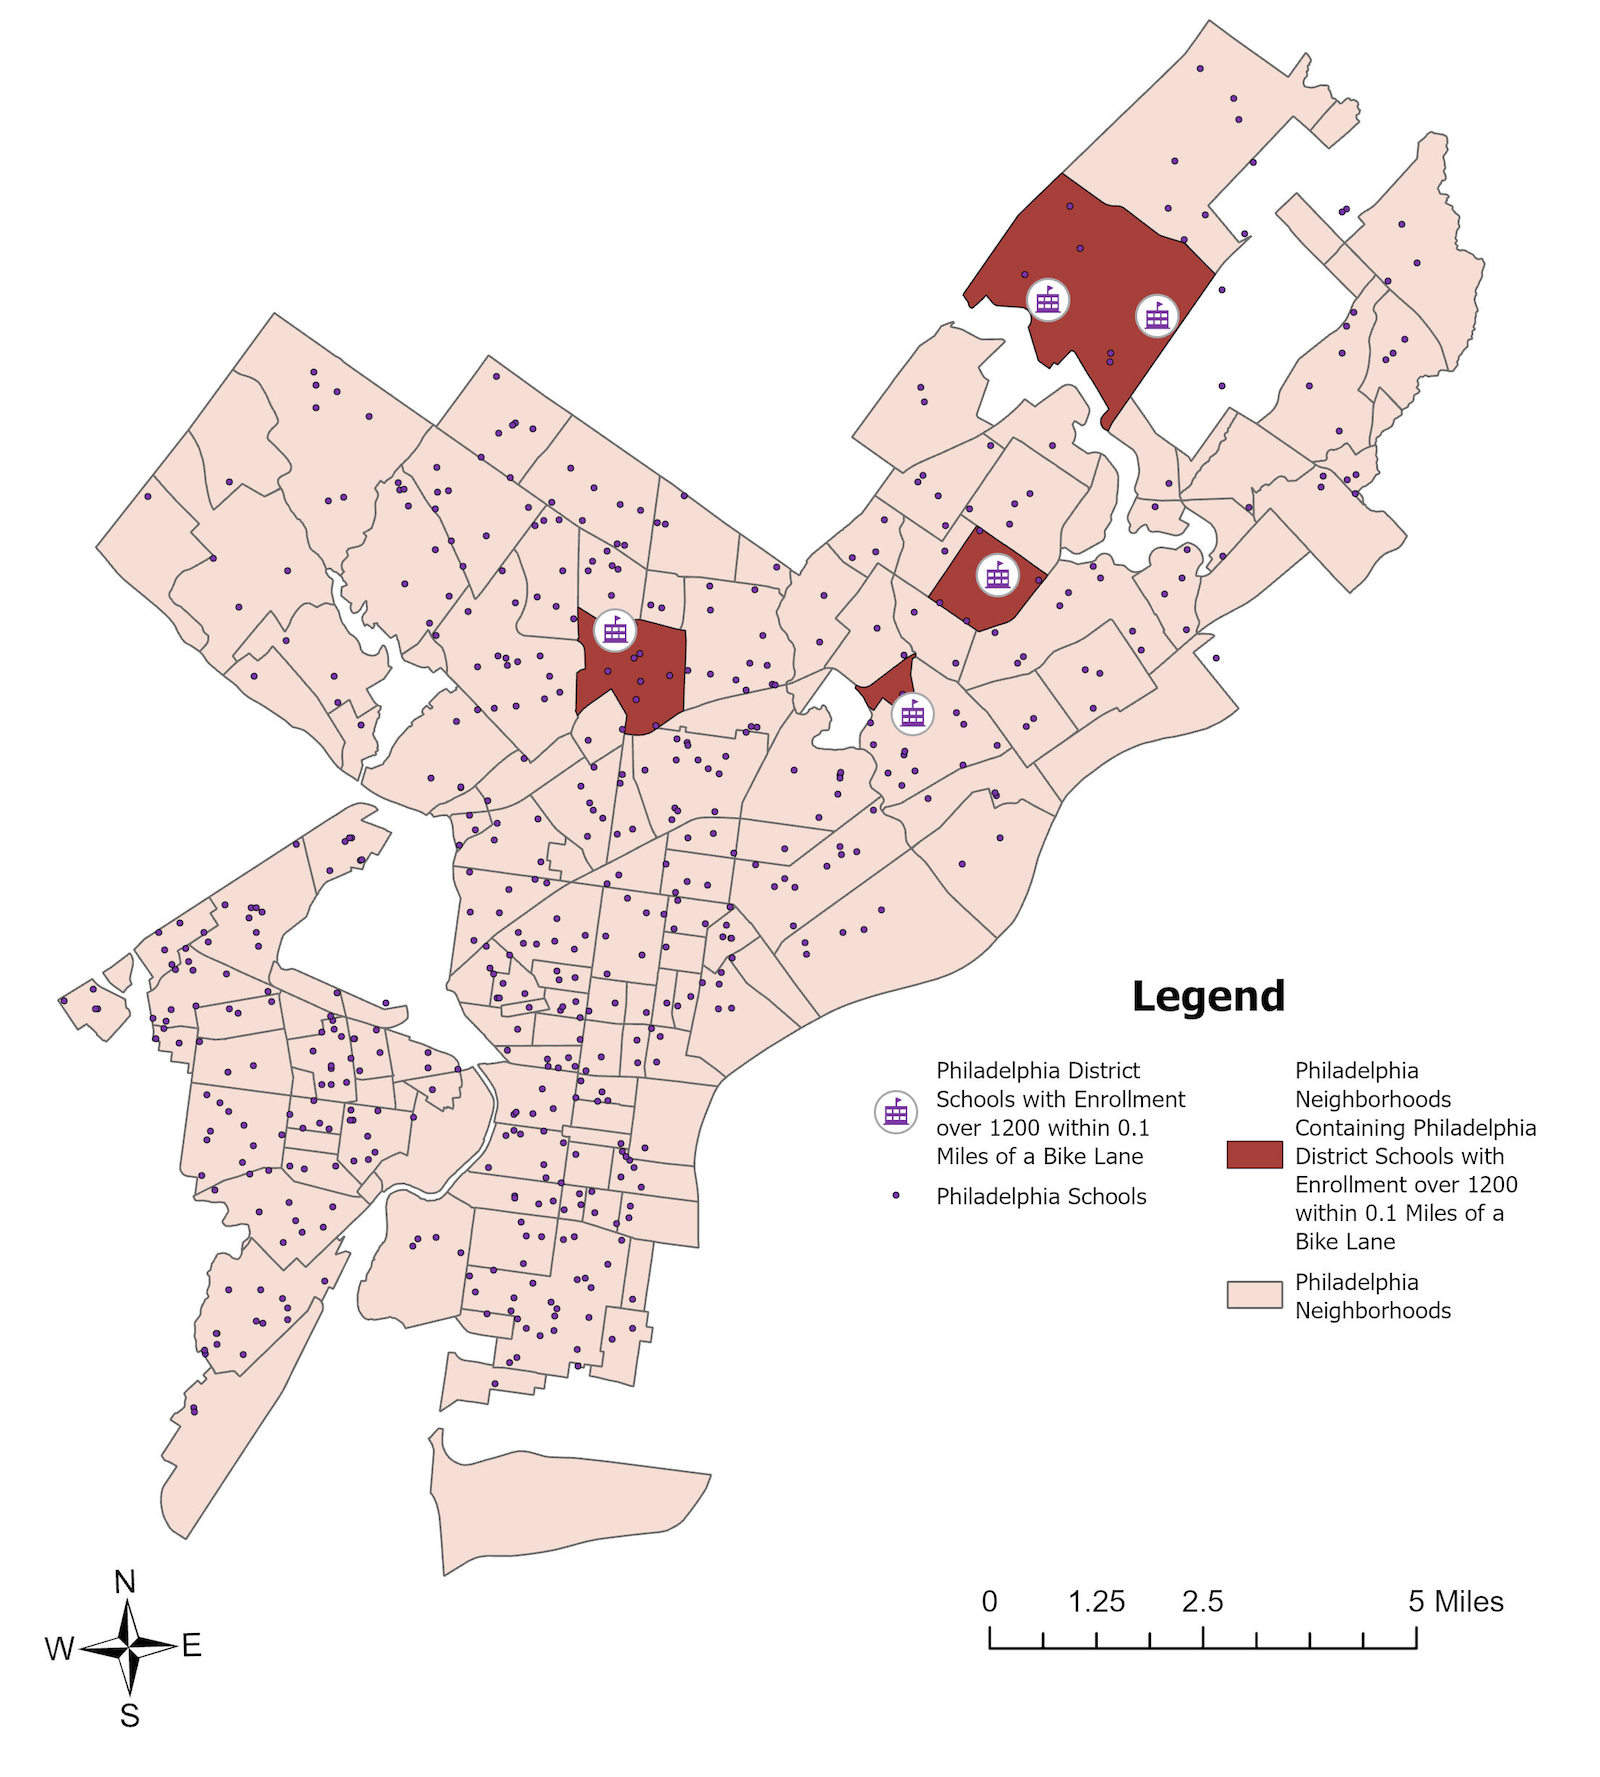 Legend
Philadelphia District
Schools with Enrollment
over 1200 within 0.1
Miles of a Bike Lane
Philadelphia Schools
Philadelphia
Neighborhoods
Containing Philadelphia
District Schools with
Enrollment over 1200
within 0.1 Miles of a
Bike Lane
Philadelphia
Neighborhoods
N
W E
S
0 1.25 2.5 5 Miles